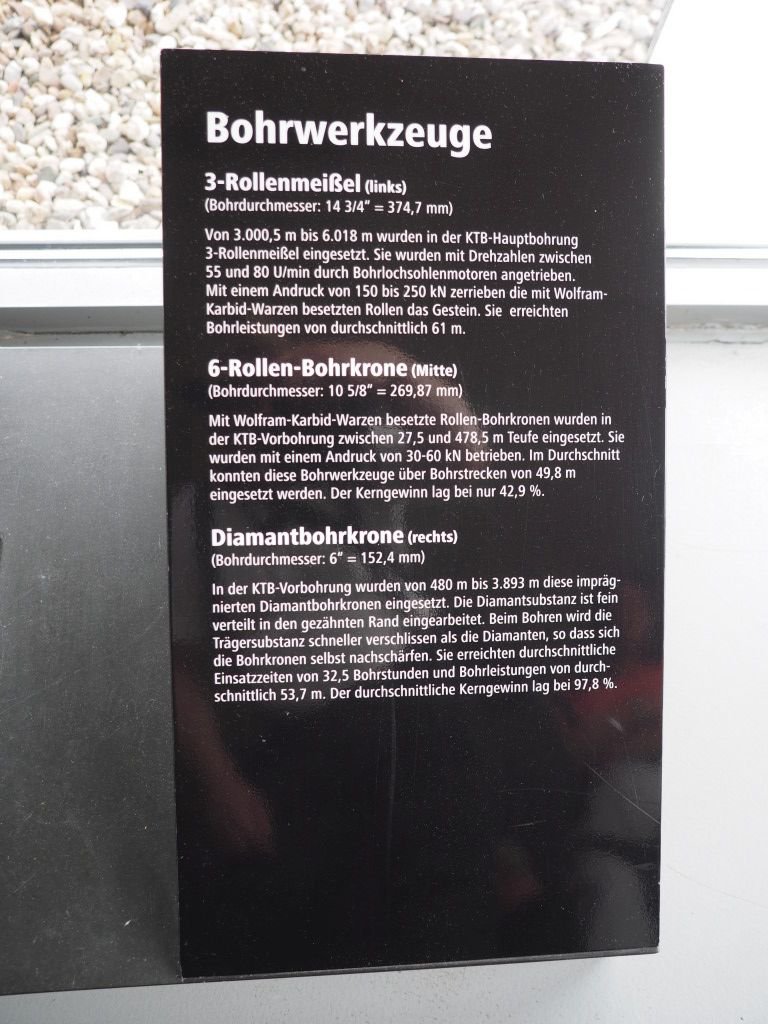 Bohrwerkzeuge
3-Rollenmeißel (links)
(Bohrdurchmesser: 14 3/4" = 374,7 mm)
Von 3.000,5 m bis 6.018 m wurden in der KTB-Hauptbohrung
3-Rollenmeißel eingesetzt. Sie wurden mit Drehzahlen zwischen
55 und 80 U/min durch Bohrlochsohlenmotoren angetrieben.
Mit einem Andruck von 150 bis 250 kN zerrieben die mit Wolfram-
Karbid-Warzen besetzten Rollen das Gestein. Sie erreichten
Bohrleistungen von durchschnittlich 61 m.
6-Rollen-Bohrkrone (Mitte)
(Bohrdurchmesser: 10 5/8" = 269,87 mm)
Mit Wolfram-Karbid-Warzen besetzte Rollen-Bohrkronen wurden in
der KTB-Vorbohrung zwischen 27,5 und 478,5 m Teufe eingesetzt. Sie
wurden mit einem Andruck von 30-60 kN betrieben. Im Durchschnitt
konnten diese Bohrwerkzeuge über Bohrstrecken von 49,8 m
eingesetzt werden. Der Kerngewinn lag bei nur 42,9 %.
Diamantbohrkrone (rechts)
(Bohrdurchmesser: 6" = 152,4 mm)
In der KTB-Vorbohrung wurden von 480 m bis 3.893 m diese impräg-
nierten Diamantbohrkronen eingesetzt. Die Diamantsubstanz ist fein
verteilt in den gezähnten Rand eingearbeitet. Beim Bohren wird die
Trägersubstanz schneller verschlissen als die Diamanten, so dass sich
die Bohrkronen selbst nachschärfen. Sie erreichten durchschnittliche
Einsatzzeiten von 32,5 Bohrstunden und Bohrleistungen von durch-
schnittlich 53,7 m. Der durchschnittliche Kerngewinn lag bei 97,8 %.